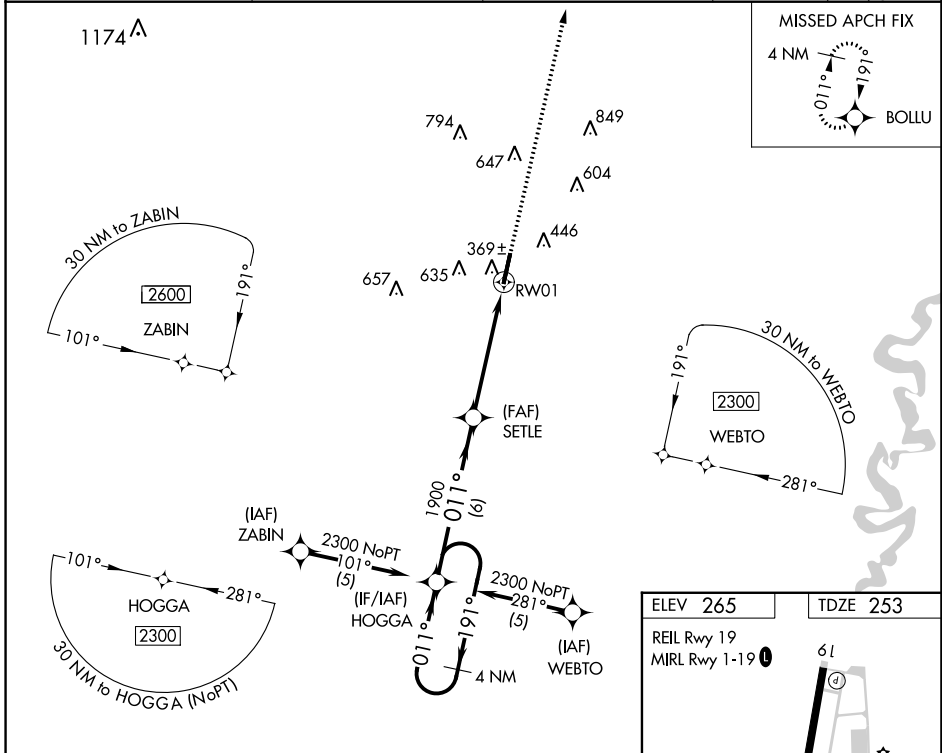 1174
MISSED APCH FIX
4 NM
011°
191°
BOLLU
794
849
647
604
446
369±
657
635
RW01
30 NM to ZABIN
2600
ZABIN
191°
101°
30 NM to WEBTO
191°
2300
WEBTO
281°
(FAF)
SETLE
1900
011°
(6)
(IAF)
ZABIN
2300 NoPT
101°
(5)
2300 NoPT
281°
(5)
(IF/IAF)
HOGGA
(IAF)
WEBTO
011°
191°
4 NM
101°
281°
HOGGA
2300
30 NM to HOGGA (NoPT)
ELEV 265
TDZE 253
REIL Rwy 19
MIRL Rwy 1-19 L
19
P